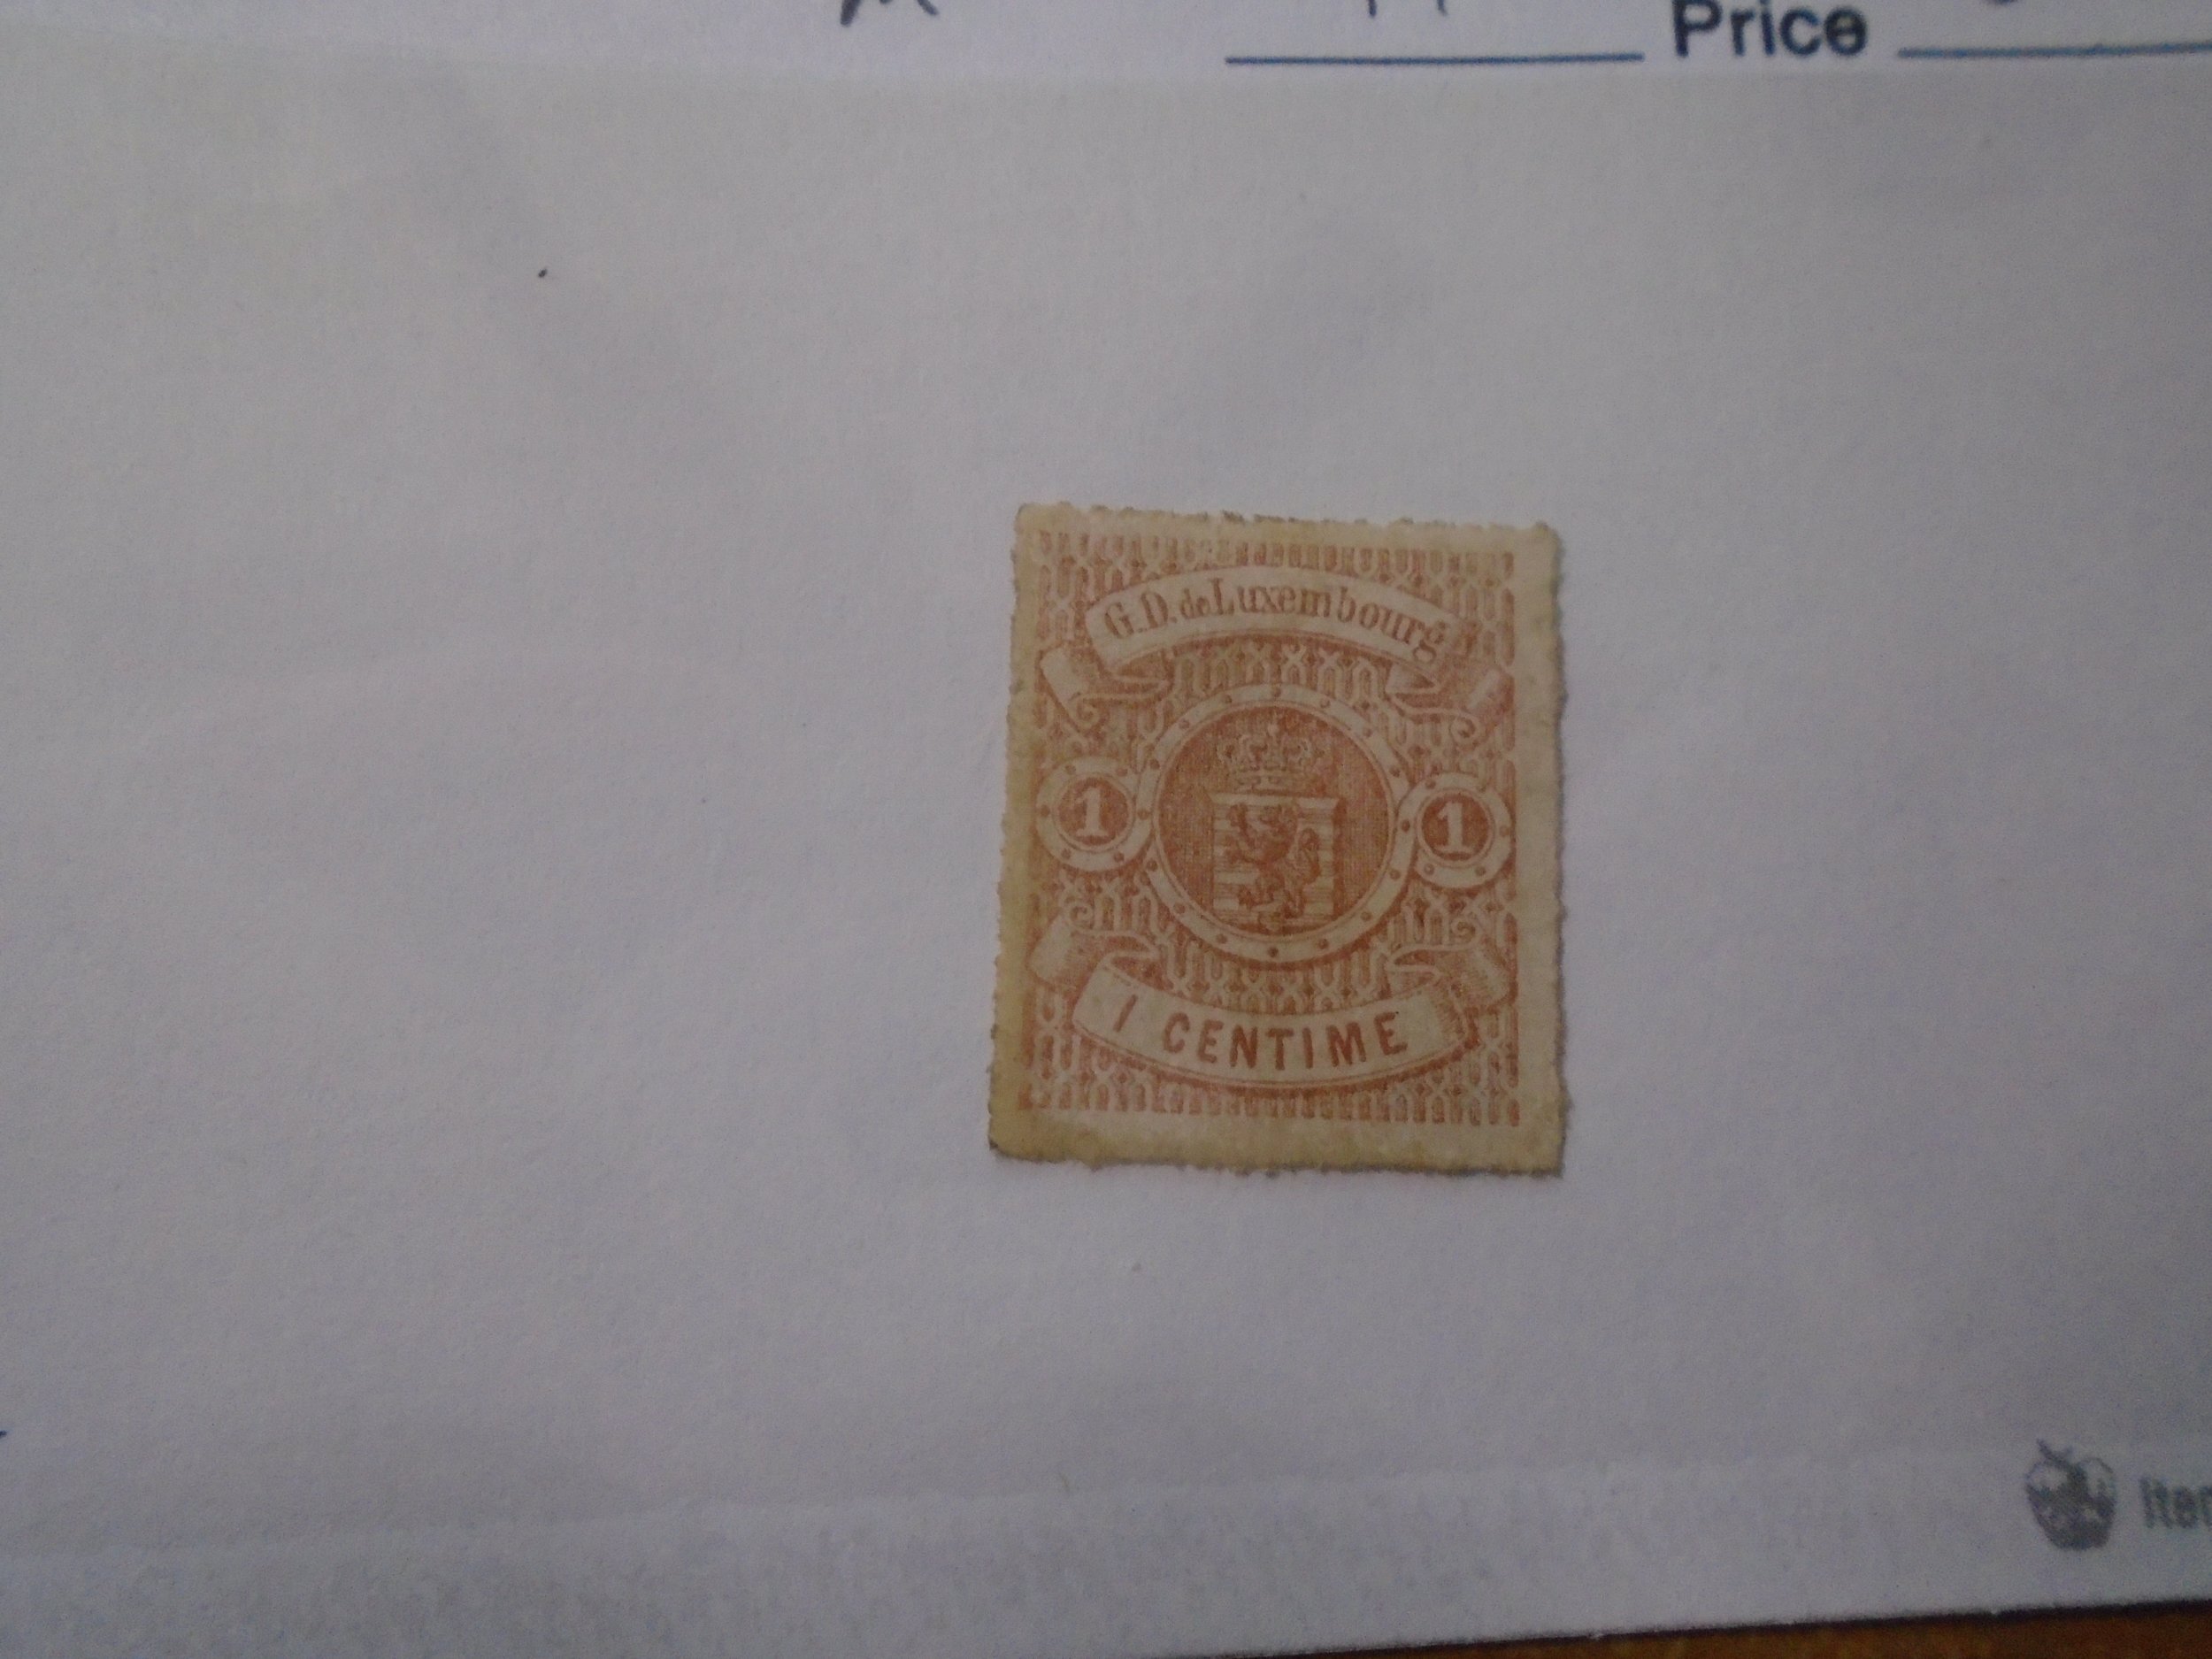 Price
G.D. de Luxembourg
1 1
1 CENTIME